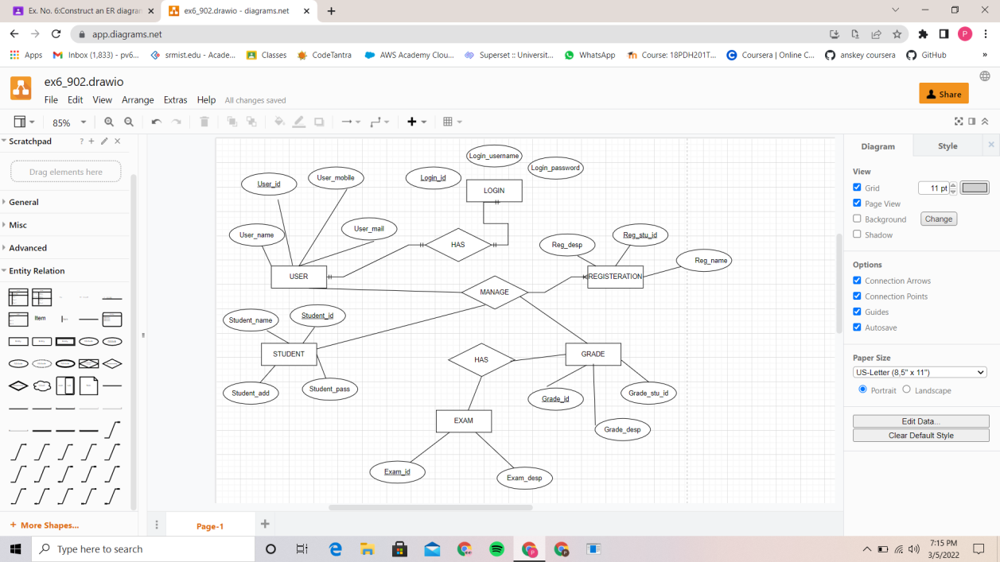 Ex. No. 6:Construct an ER diagram
ex6_902.drawio - diagrams.net
app.diagrams.net
P
Apps
Inbox (1,833) - pv6...
srmist.edu - Acade...
Classes
CodeTantra
AWS Academy Clou...
Superset :: Universit...
WhatsApp
Course: 18PDH201T...
Coursera | Online C...
anskey coursera
GitHub
»
ex6_902.drawio
File Edit View Arrange Extras Help All changes saved
Share
85%
Scratchpad
?
Drag elements here
General
Misc
Advanced
Entity Relation
Item
+ More Shapes...
Login_username
Login_password
User_id
User_mobile
Login_id
LOGIN
User_name
User_mail
HAS
Reg_desp
Reg_stu_id
Reg_name
USER
REGISTERATION
MANAGE
Student_name
Student_id
STUDENT
HAS
GRADE
Student_add
Student_pass
Grade_id
Grade_stu_id
EXAM
Grade_desp
Exam_id
Exam_desp
Page-1
Diagram Style
View
Grid 11 pt
Page View
Background Change
Shadow
Options
Connection Arrows
Connection Points
Guides
Autosave
Paper Size
US-Letter (8,5" x 11")
Portrait Landscape
Edit Data...
Clear Default Style
Type here to search
7:15 PM
3/5/2022